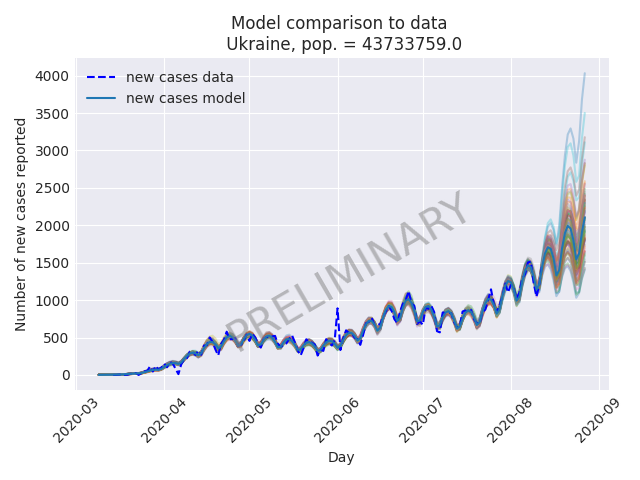 Model comparison to data
Ukraine, pop. = 43733759.0
new cases data
new cases model
Number of new cases reported
4000
3500
3000
2500
2000
1500
1000
500
0
PRELIMINARY
2020-03
2020-04
2020-05
2020-06
2020-07
2020-08
2020-09
Day